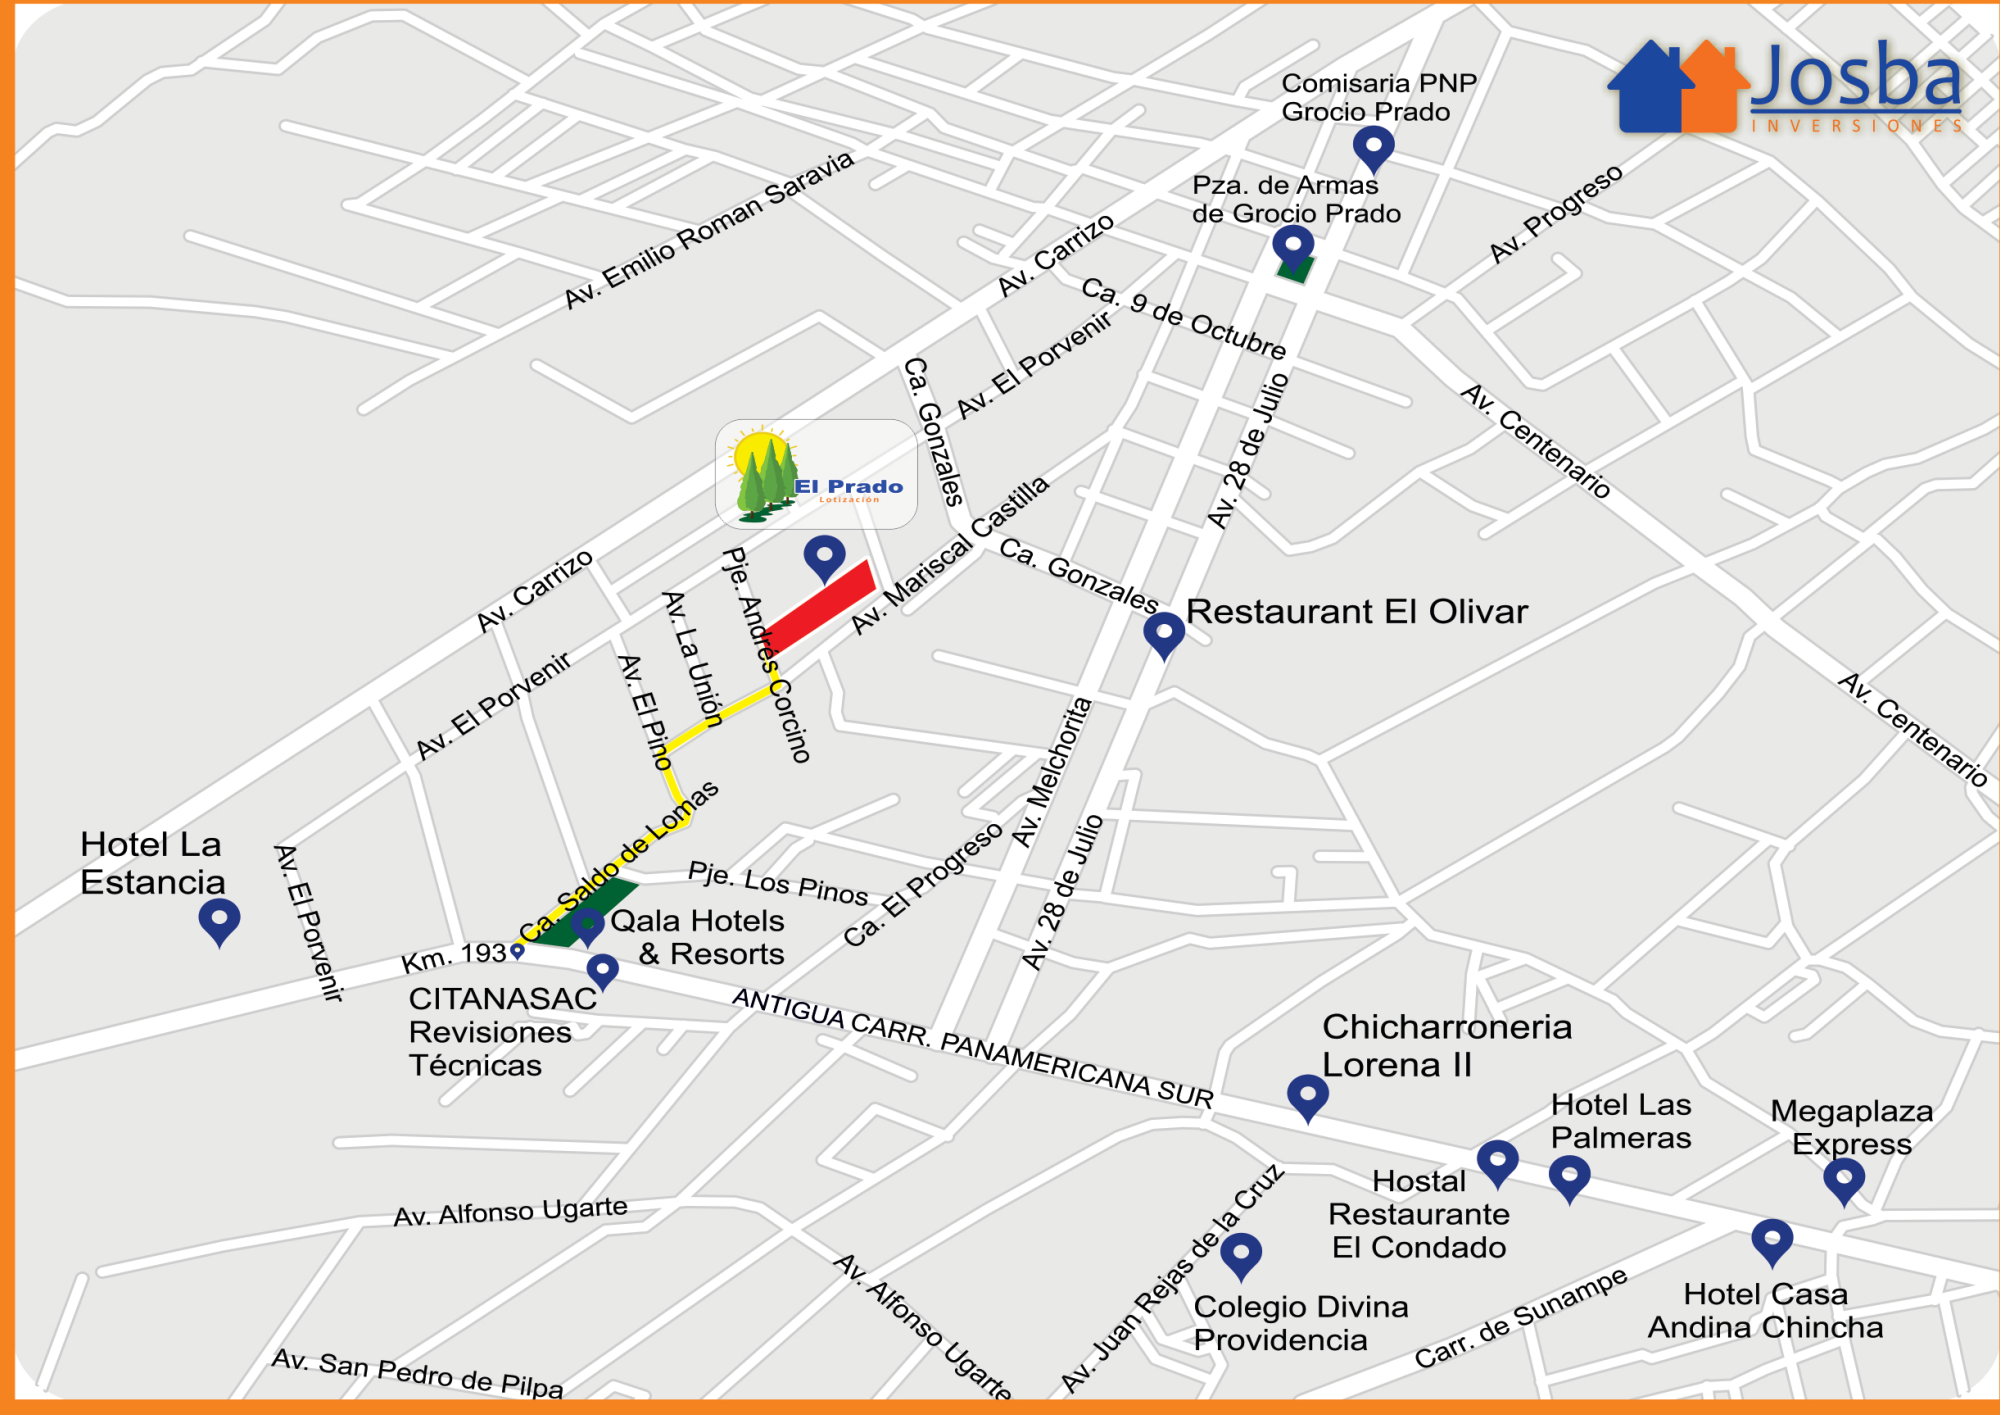 Josba
INVERSIONES
Comisaria PNP
Grocio Prado
Pza. de Armas
de Grocio Prado
Av. Progreso
Av. Emilio Roman Saravia
Av. Carrizo
Ca. 9 de Octubre
Av. El Porvenir
Ca. Gonzales
Av. 28 de Julio
Av. Centenario
El Prado
Lotización
Av. Mariscal Castilla
Ca. Gonzales
Pje. Andrés Corcino
Av. La Unión
Av. Carrizo
Av. El Porvenir
Av. El Pino
Restaurant El Olivar
Av. Centenario
Av. Melchorita
Av. 28 de Julio
Ca. Saldo de Lomas
Pje. Los Pinos
Ca. El Progreso
Hotel La
Estancia
Av. El Porvenir
Qala Hotels
& Resorts
Km. 193
CITANASAC
Revisiones
Técnicas
ANTIGUA CARR. PANAMERICANA SUR
Chicharroneria
Lorena II
Hotel Las
Palmeras
Megaplaza
Express
Hostal
Restaurante
El Condado
Av. Alfonso Ugarte
Av. Alfonso Ugarte
Av. Juan Rejas de la Cruz
Colegio Divina
Providencia
Carr. de Sunampe
Hotel Casa
Andina Chincha
Av. San Pedro de Pilpa